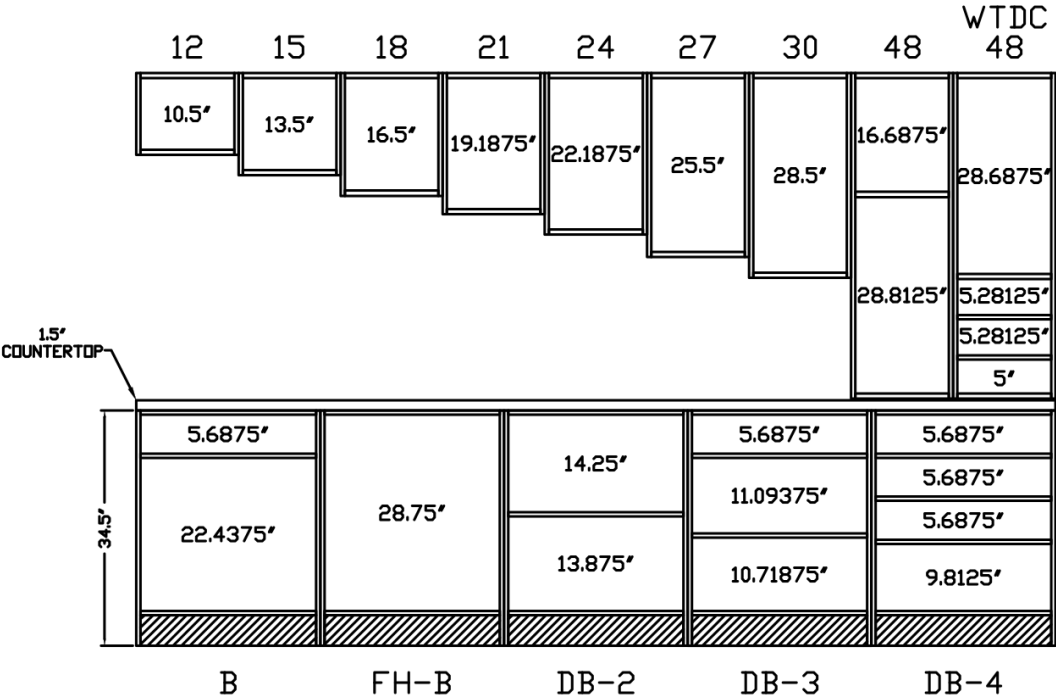 WTDC
12 15 18 21 24 27 30 48 48
10.5″ 13.5″ 16.5″ 19.1875″ 22.1875″ 25.5″ 28.5″ 16.6875″ 28.6875″
28.8125″ 5.28125″
5.28125″
5″
1.5″
COUNTERTOP
34.5″
5.6875″ 14.25″ 5.6875″ 5.6875″
22.4375″ 28.75″ 11.09375″ 5.6875″
5.6875″
13.875″ 10.71875″ 9.8125″
B FH-B DB-2 DB-3 DB-4